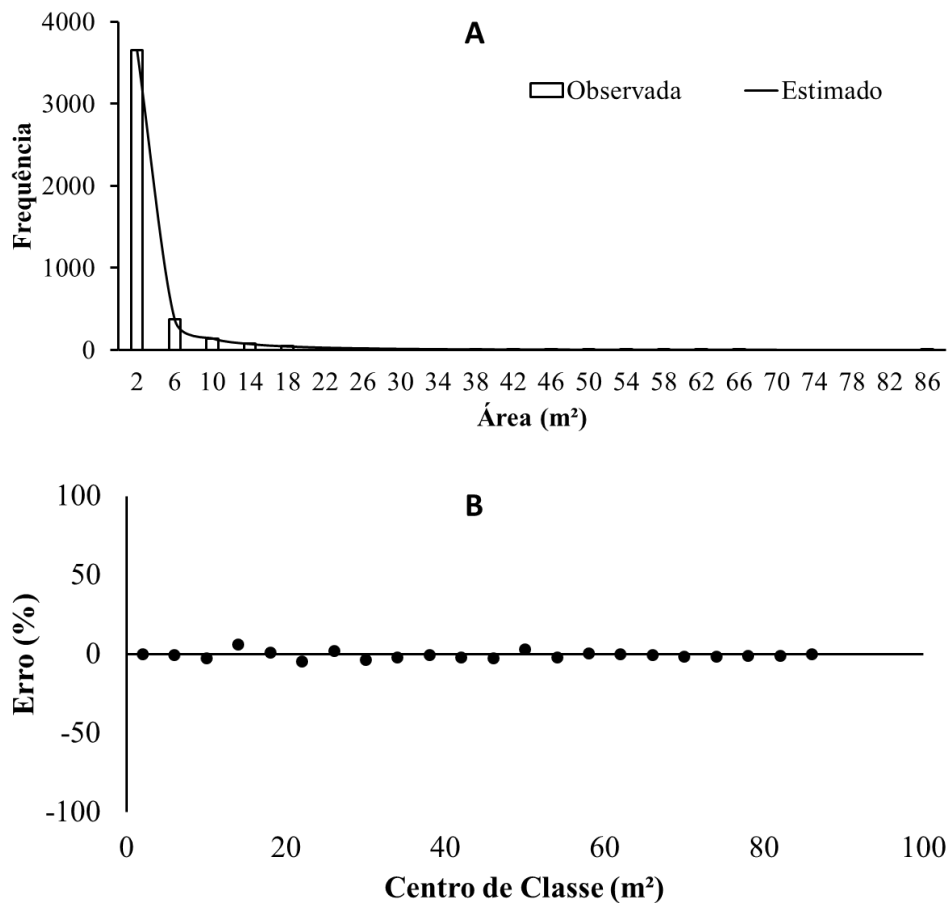 A
4000
3000
2000
1000
0
Frequência
Observada
Estimado
2 6 10 14 18 22 26 30 34 38 42 46 50 54 58 62 66 70 74 78 82 86
Área (m²)
B
100
50
0
-50
-100
Erro (%)
0 20 40 60 80 100
Centro de Classe (m²)